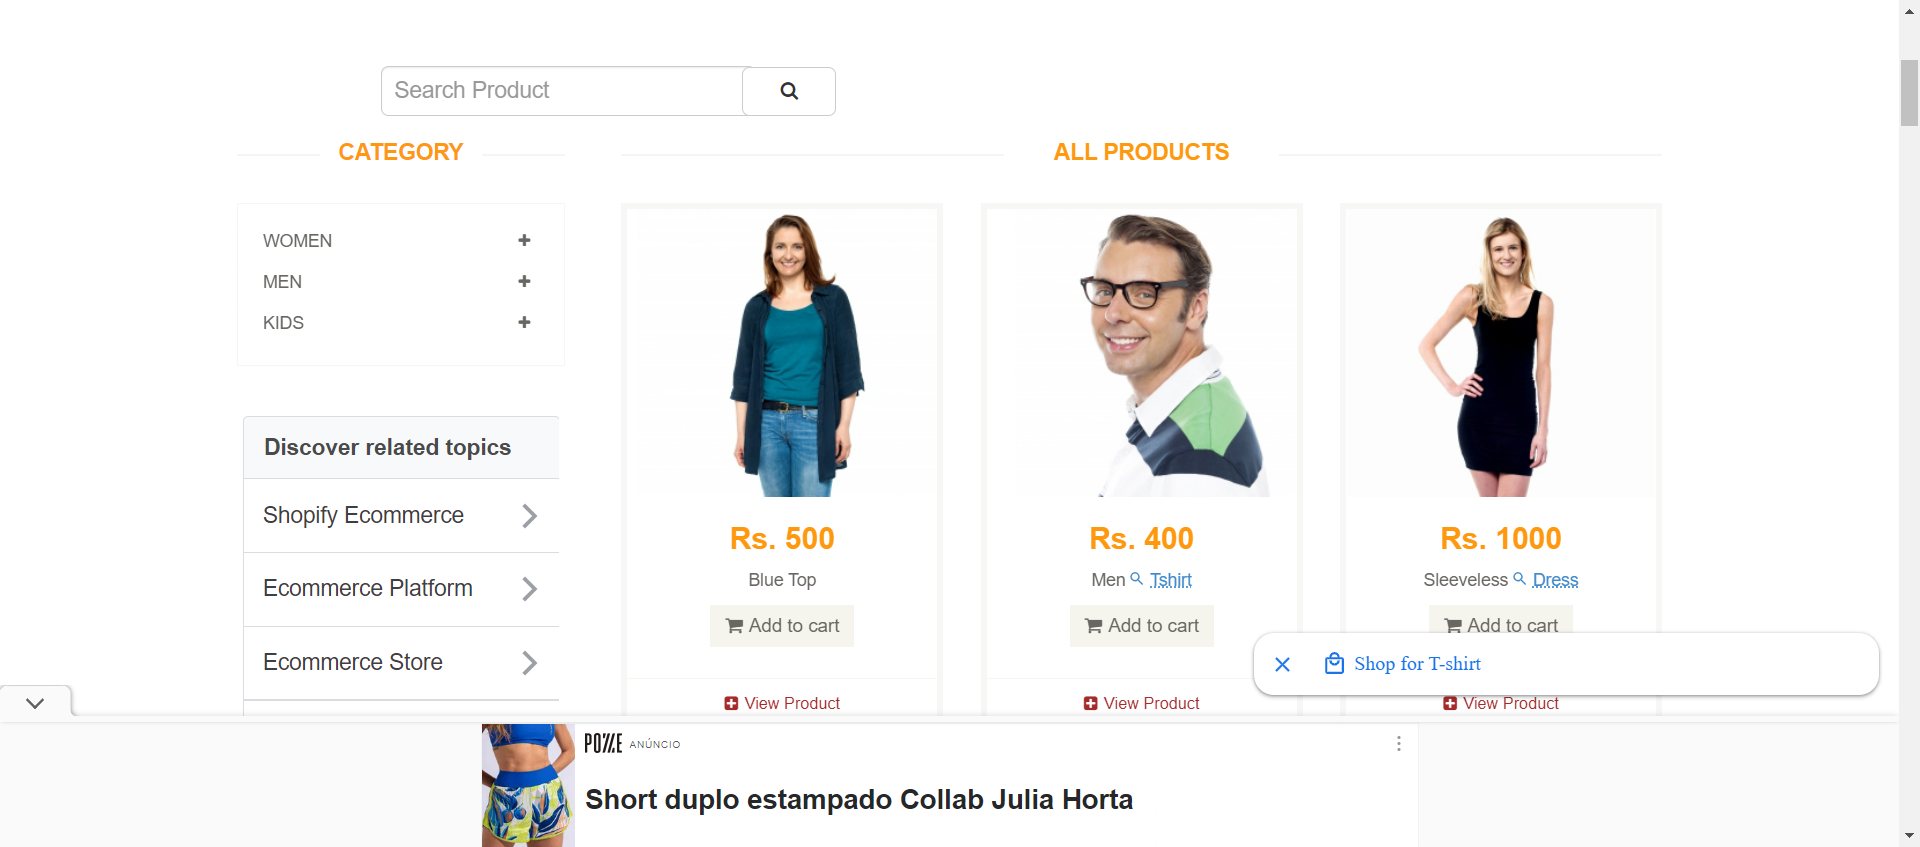 Search Product
CATEGORY
ALL PRODUCTS
WOMEN
MEN
KIDS
Discover related topics
Shopify Ecommerce
Ecommerce Platform
Ecommerce Store
Rs. 500
Blue Top
Add to cart
View Product
Rs. 400
Men Tshirt
Add to cart
View Product
Rs. 1000
Sleeveless Dress
Add to cart
View Product
Shop for T-shirt
POZZE ANÚNCIO
Short duplo estampado Collab Julia Horta